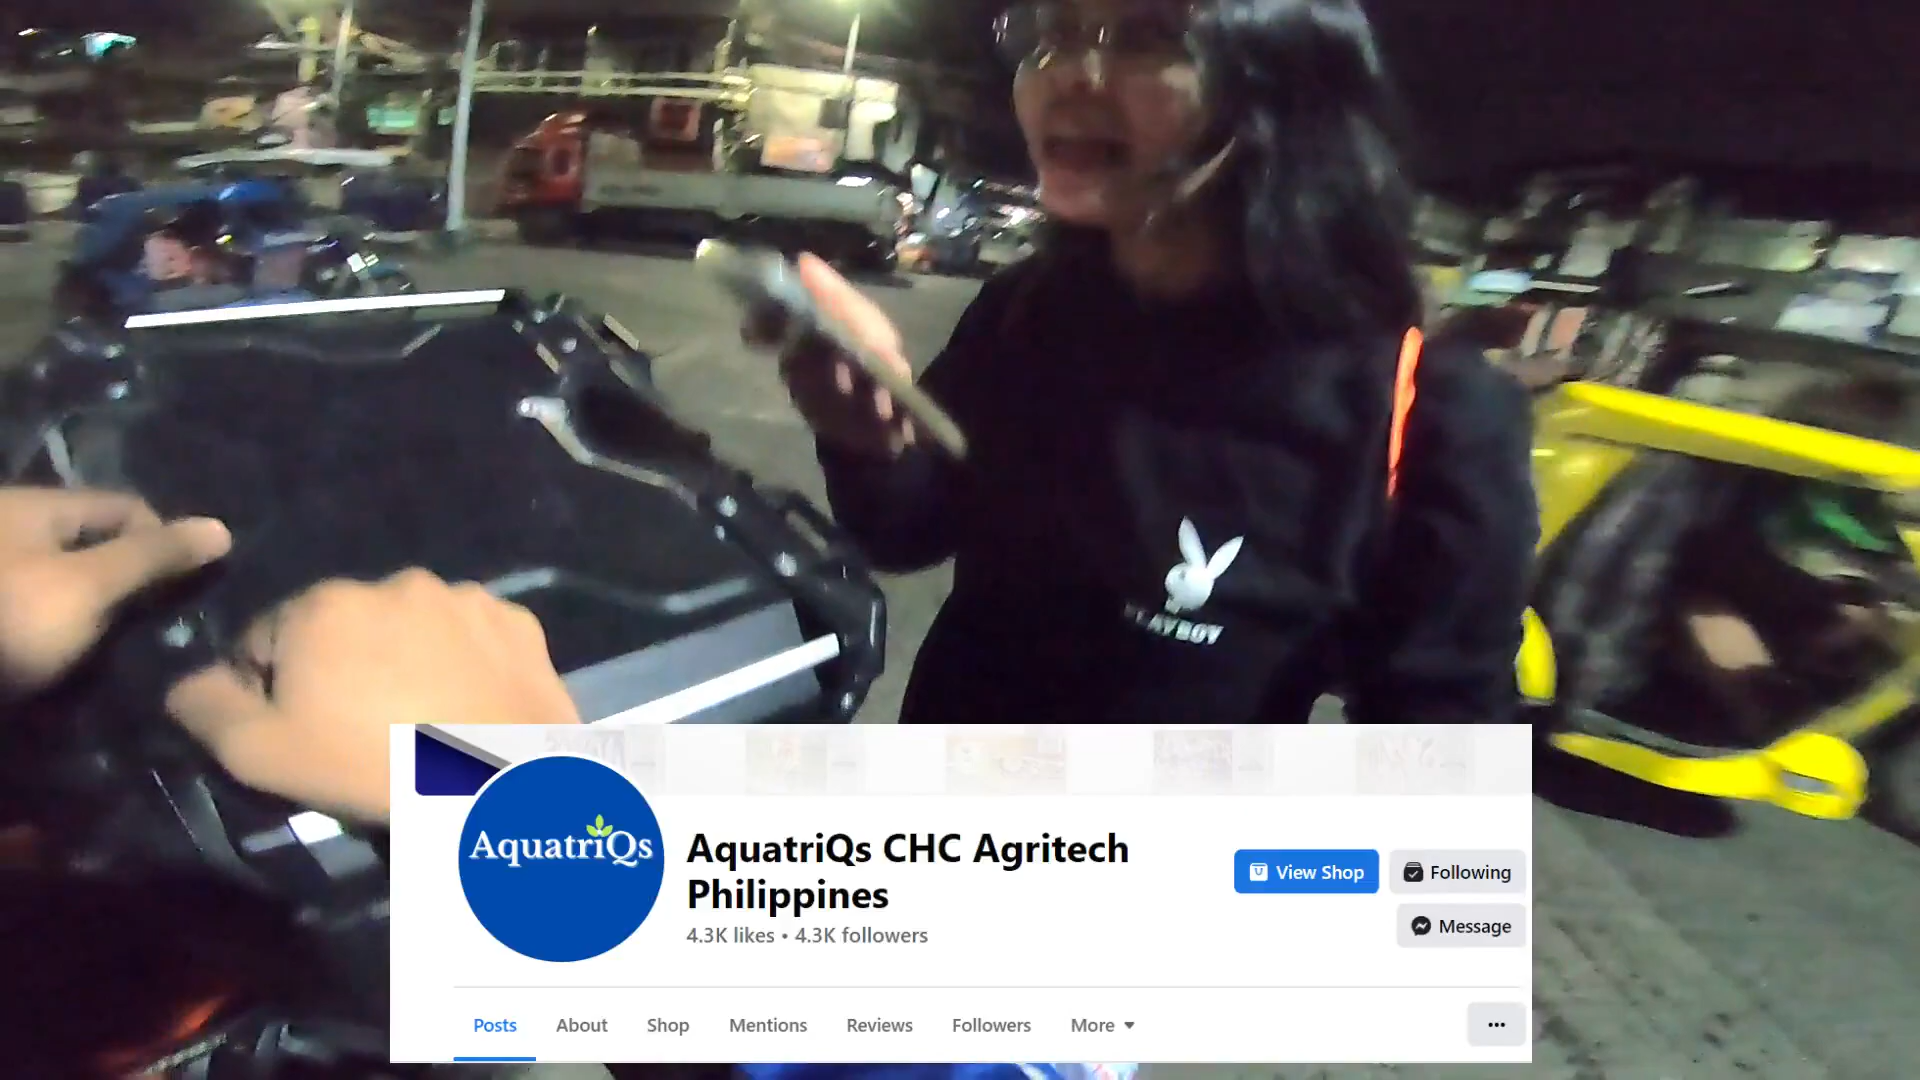 PLAYBOY
AquatriQs
AquatriQs CHC Agritech
Philippines
4.3K likes • 4.3K followers
View Shop
Following
Message
Posts
About
Shop
Mentions
Reviews
Followers
More